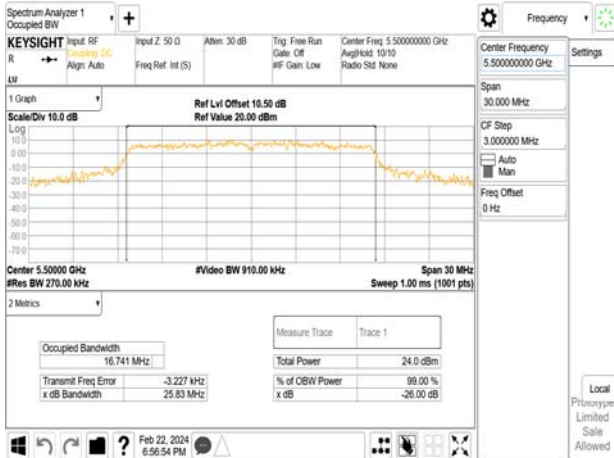 Spectrum Analyzer 1
Occupied BW
Frequency
KEYSIGHT
R
LXI
Input: RF
Coupling: DC
Align: Auto
Input Z: 50 Ω
Freq Ref: Int (S)
Atten: 30 dB
Trig: Free Run
Gate: Off
#IF Gain: Low
Center Freq: 5.500000000 GHz
Avg|Hold: 10/10
Radio Std: None
Center Frequency
5.500000000 GHz
Settings
Span
30.000 MHz
CF Step
3.000000 MHz
Auto
Man
Freq Offset
0 Hz
1 Graph
Scale/Div 10.0 dB
Ref Lvl Offset 10.50 dB
Ref Value 20.00 dBm
Log
10.0
0.00
-10.0
-20.0
-30.0
-40.0
-50.0
-60.0
-70.0
Center 5.50000 GHz
#Video BW 910.00 kHz
Span 30 MHz
#Res BW 270.00 kHz
Sweep 1.00 ms (1001 pts)
2 Metrics
Measure Trace
Trace 1
Occupied Bandwidth
16.741 MHz
Total Power
24.0 dBm
Transmit Freq Error
-3.227 kHz
% of OBW Power
99.00 %
x dB Bandwidth
25.83 MHz
x dB
-26.00 dB
Local
Prototype
Limited
Sale
Allowed
?
Feb 22, 2024
6:56:54 PM